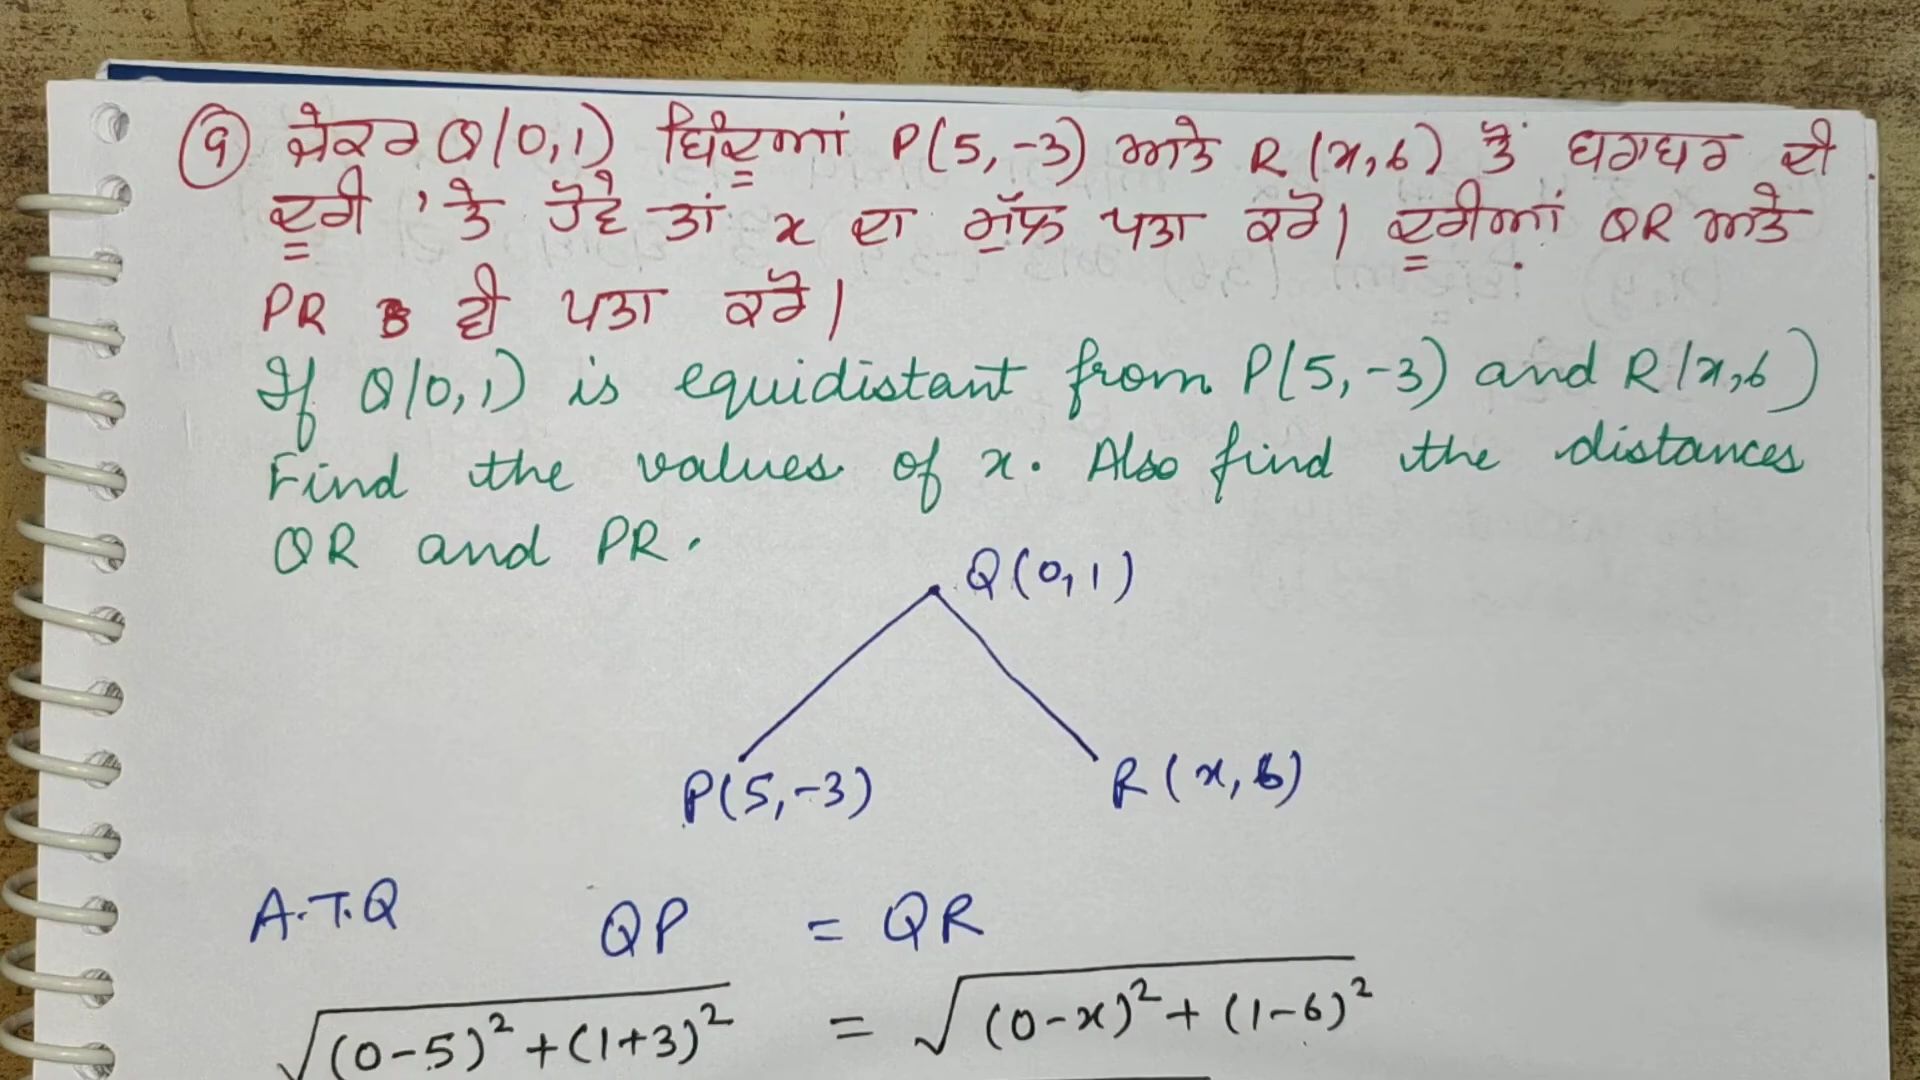 9 ਜੇਕਰ Q(0,1) ਬਿੰਦੂਆਂ P(5,-3) ਅਤੇ R(x,6) ਤੋਂ ਬਰਾਬਰ ਦੀ
ਦੂਰੀ 'ਤੇ ਹੋਵੇ ਤਾਂ x ਦਾ ਮੁੱਲ ਪਤਾ ਕਰੋ। ਦੂਰੀਆਂ QR ਅਤੇ
PR ਵੀ ਪਤਾ ਕਰੋ।
If Q(0,1) is equidistant from P(5,-3) and R(x,6)
Find the values of x. Also find the distances
QR and PR.
Q(0,1)
P(5,-3) R(x,6)
A.T.Q QP = QR
√(0-5)²+(1+3)² = √(0-x)²+(1-6)²